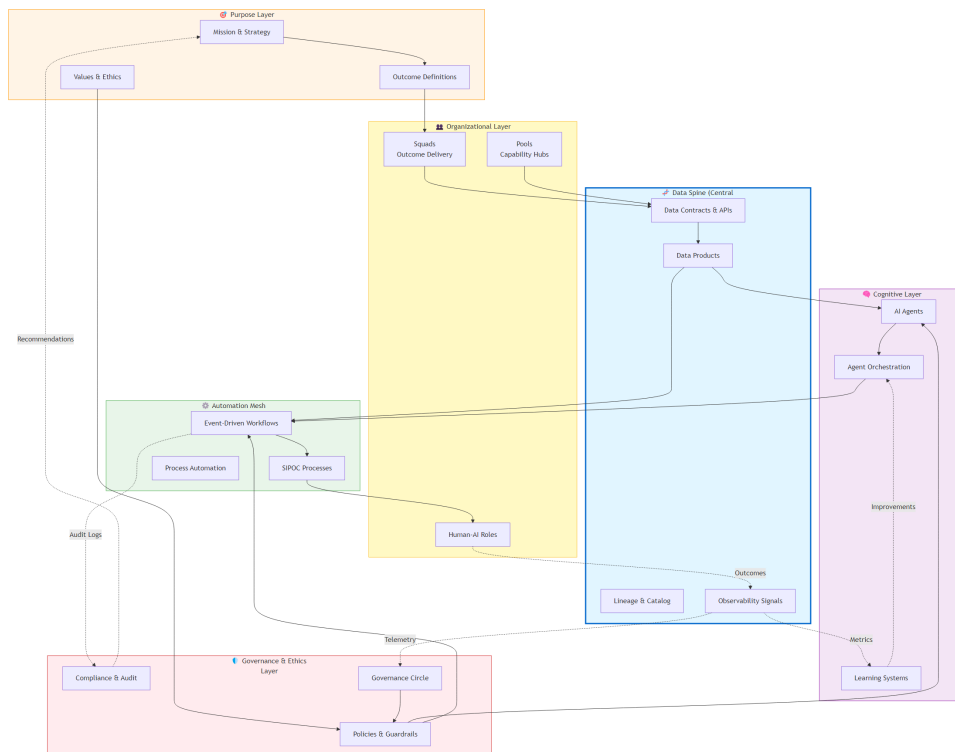 Purpose Layer
Mission & Strategy
Values & Ethics
Outcome Definitions
Organizational Layer
Squads
Outcome Delivery
Pools
Capability Hubs
Data Spine (Central
Data Contracts & APIs
Data Products
Cognitive Layer
AI Agents
Recommendations
Agent Orchestration
Automation Mesh
Event-Driven Workflows
Process Automation
SIPOC Processes
Improvements
Audit Logs
Human-AI Roles
Outcomes
Lineage & Catalog
Observability Signals
Telemetry
Metrics
Governance & Ethics
Layer
Compliance & Audit
Governance Circle
Learning Systems
Policies & Guardrails